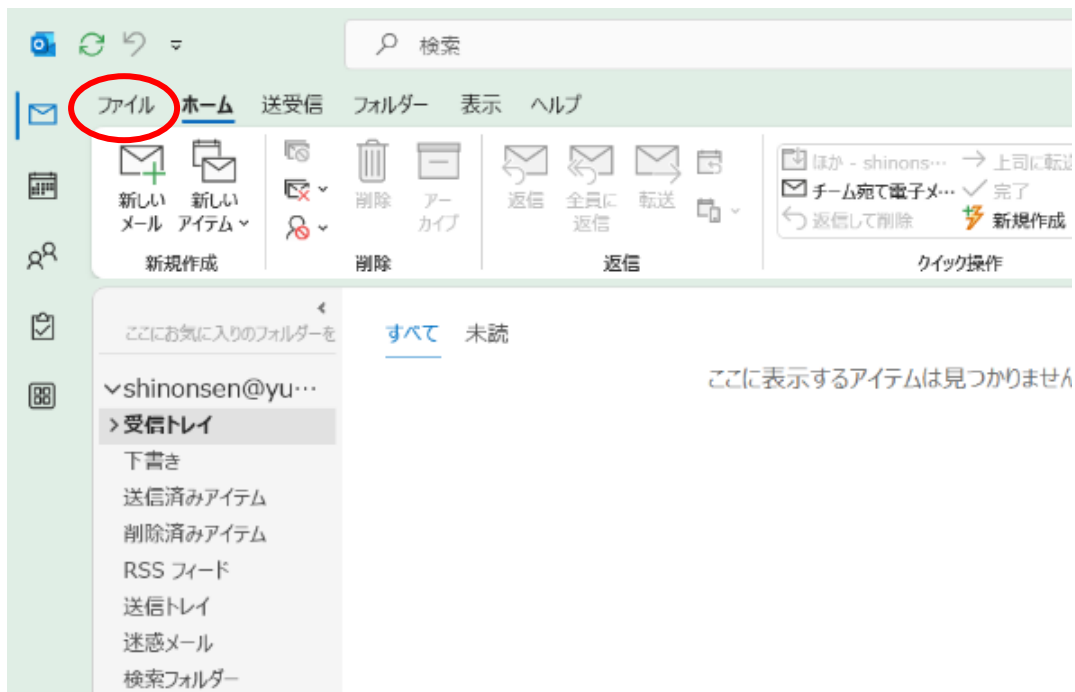 検索
ファイル ホーム 送受信 フォルダー 表示 ヘルプ
新しい
メール
新しい
アイテム
新規作成
削除
アー
カイブ
削除
返信
全員に
返信
転送
返信
ほか - shinons…
上司に転送
チーム宛て電子メ…
完了
返信して削除
新規作成
クイック操作
ここにお気に入りのフォルダーを
すべて 未読
ここに表示するアイテムは見つかりません
shinonsen@yu…
受信トレイ
下書き
送信済みアイテム
削除済みアイテム
RSS フィード
送信トレイ
迷惑メール
検索フォルダー